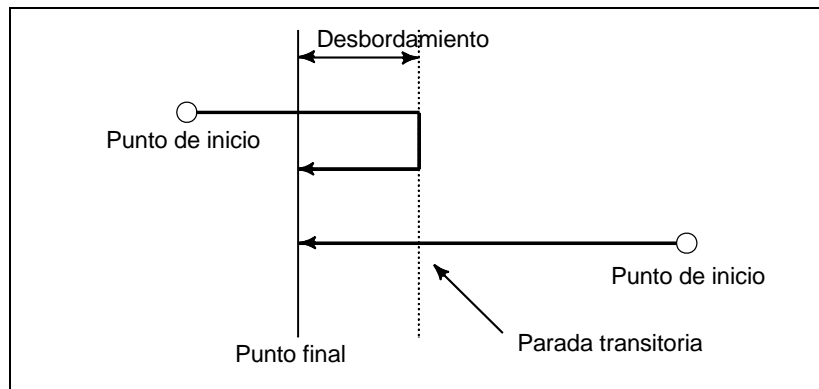 Desbordamiento
Punto de inicio
Punto de inicio
Parada transitoria
Punto final